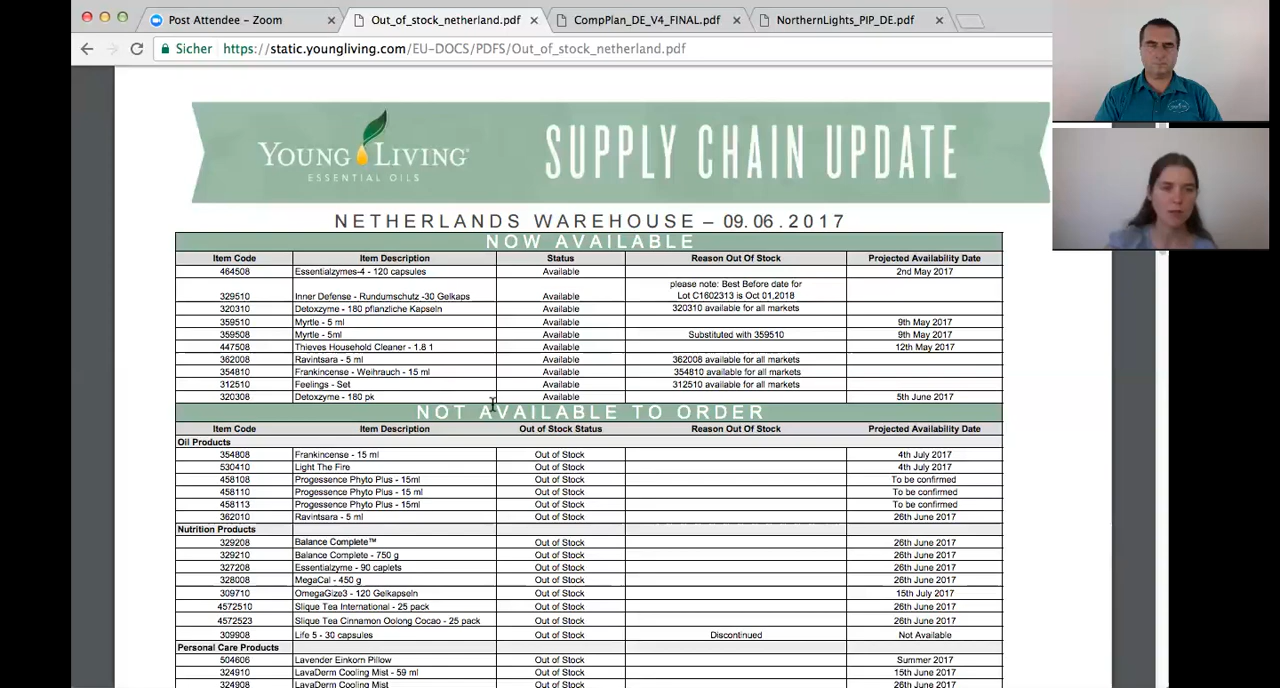 Post Attendee – Zoom
Out_of_stock_netherland.pdf
CompPlan_DE_V4_FINAL.pdf
NorthernLights_PIP_DE.pdf
Sicher https://static.youngliving.com/EU-DOCS/PDFS/Out_of_stock_netherland.pdf
YOUNG LIVING
ESSENTIAL OILS
SUPPLY CHAIN UPDATE
NETHERLANDS WAREHOUSE – 09.06.2017
NOW AVAILABLE
Item Code Item Description Status Reason Out Of Stock Projected Availability Date
464508 Essentialzymes-4 - 120 capsules Available 2nd May 2017
329510 Inner Defense - Rundumschutz -30 Gelkaps Available please note: Best Before date for
Lot C1602313 is Oct 01,2018
320310 Detoxzyme - 180 pflanzliche Kapseln Available 320310 available for all markets
359510 Myrtle - 5 ml Available 9th May 2017
359508 Myrtle - 5ml Available Substituted with 359510 9th May 2017
447508 Thieves Household Cleaner - 1.8 1 Available 12th May 2017
362008 Ravintsara - 5 ml Available 362008 available for all markets
354810 Frankincense - Weihrauch - 15 ml Available 354810 available for all markets
312510 Feelings - Set Available 312510 available for all markets
320308 Detoxzyme - 180 pk Available 5th June 2017
NOT AVAILABLE TO ORDER
Item Code Item Description Out of Stock Status Reason Out Of Stock Projected Availability Date
Oil Products
354808 Frankincense - 15 ml Out of Stock 4th July 2017
530410 Light The Fire Out of Stock 4th July 2017
458108 Progessence Phyto Plus - 15ml Out of Stock To be confirmed
458110 Progessence Phyto Plus - 15 ml Out of Stock To be confirmed
458113 Progessence Phyto Plus - 15ml Out of Stock To be confirmed
362010 Ravintsara - 5 ml Out of Stock 26th June 2017
Nutrition Products
329208 Balance Complete™ Out of Stock 26th June 2017
329210 Balance Complete - 750 g Out of Stock 26th June 2017
327208 Essentialzyme - 90 caplets Out of Stock 26th June 2017
328008 MegaCal - 450 g Out of Stock 26th June 2017
309710 OmegaGize3 - 120 Gelkapseln Out of Stock 15th July 2017
4572510 Slique Tea International - 25 pack Out of Stock 26th June 2017
4572523 Slique Tea Cinnamon Oolong Cocao - 25 pack Out of Stock 26th June 2017
309908 Life 5 - 30 capsules Out of Stock Discontinued Not Available
Personal Care Products
504606 Lavender Einkorn Pillow Out of Stock Summer 2017
324910 LavaDerm Cooling Mist - 59 ml Out of Stock 15th June 2017
324908 LavaDerm Cooling Mist Out of Stock 26th June 2017